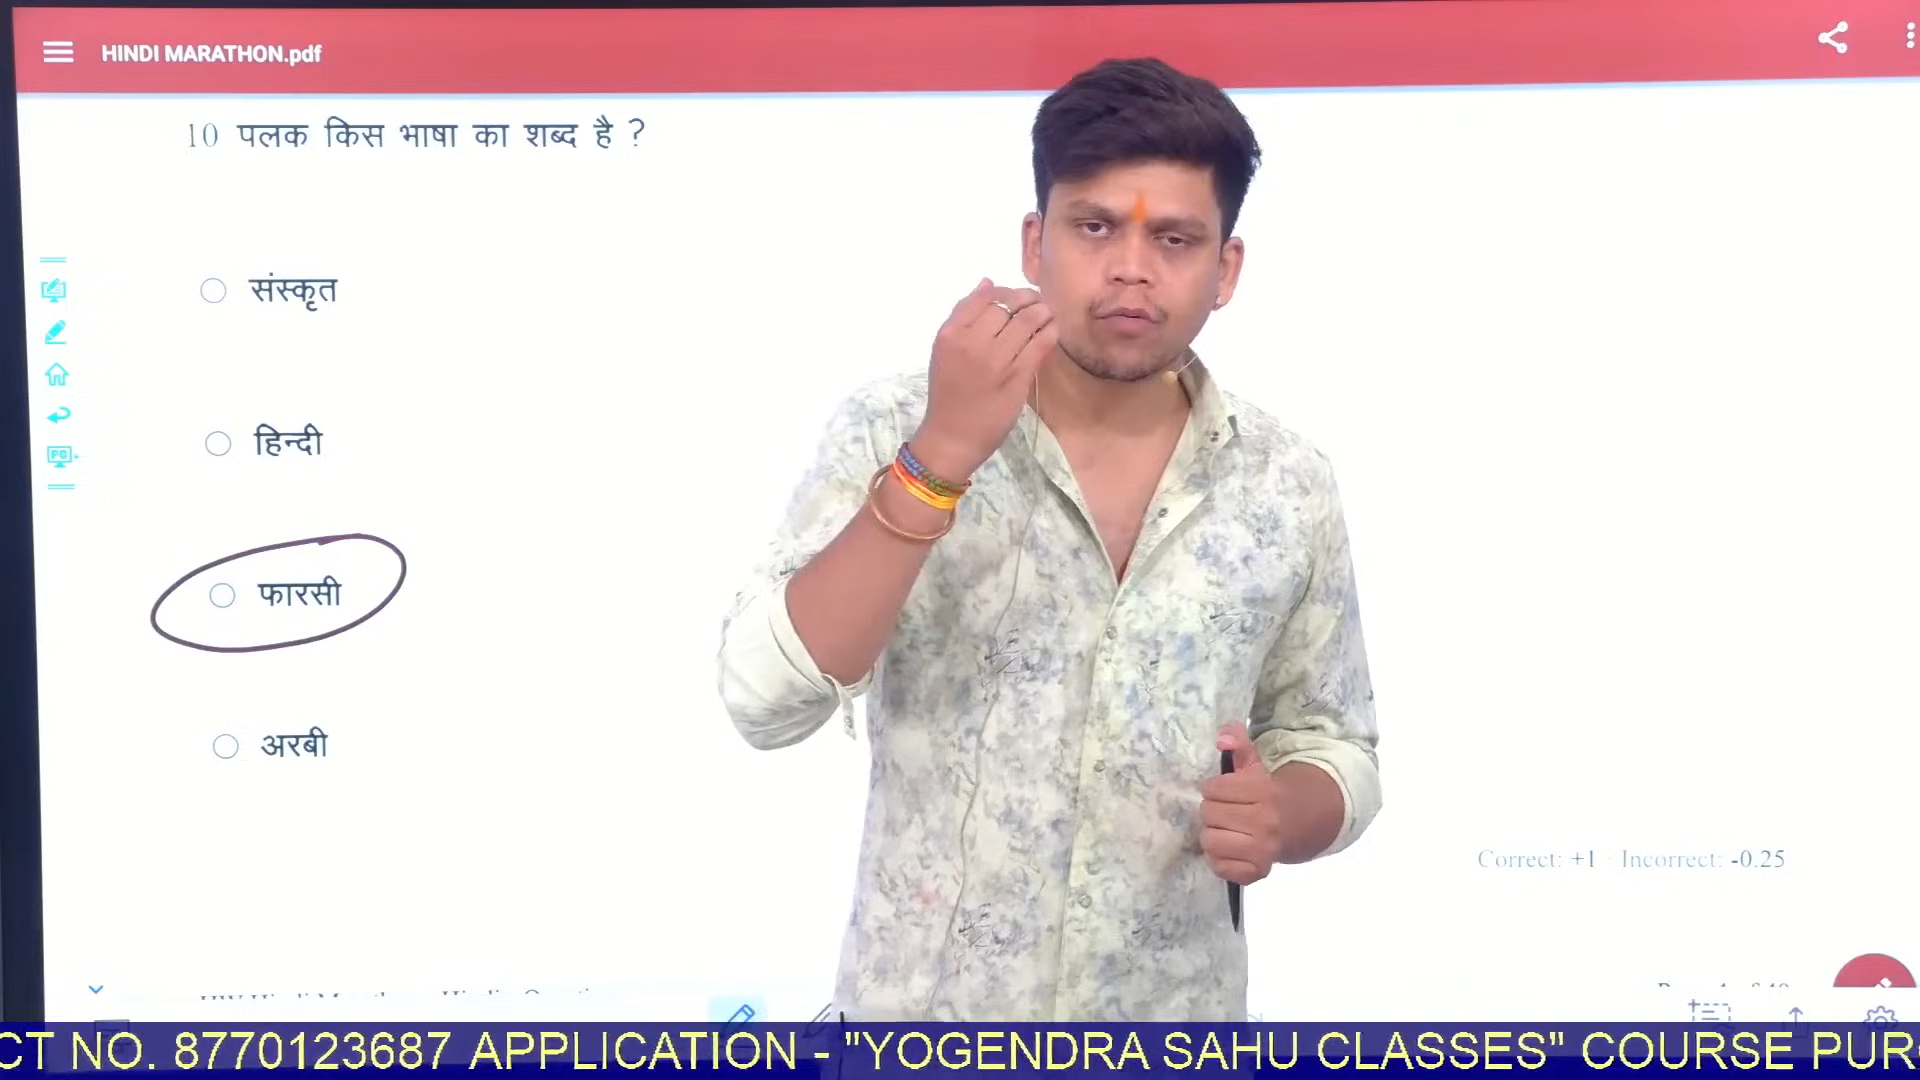 HINDI MARATHON.pdf
10 पलक किस भाषा का शब्द है ?
संस्कृत
हिन्दी
फारसी
अरबी
Correct: +1 Incorrect: -0.25
CT NO. 8770123687 APPLICATION - "YOGENDRA SAHU CLASSES" COURSE PUR